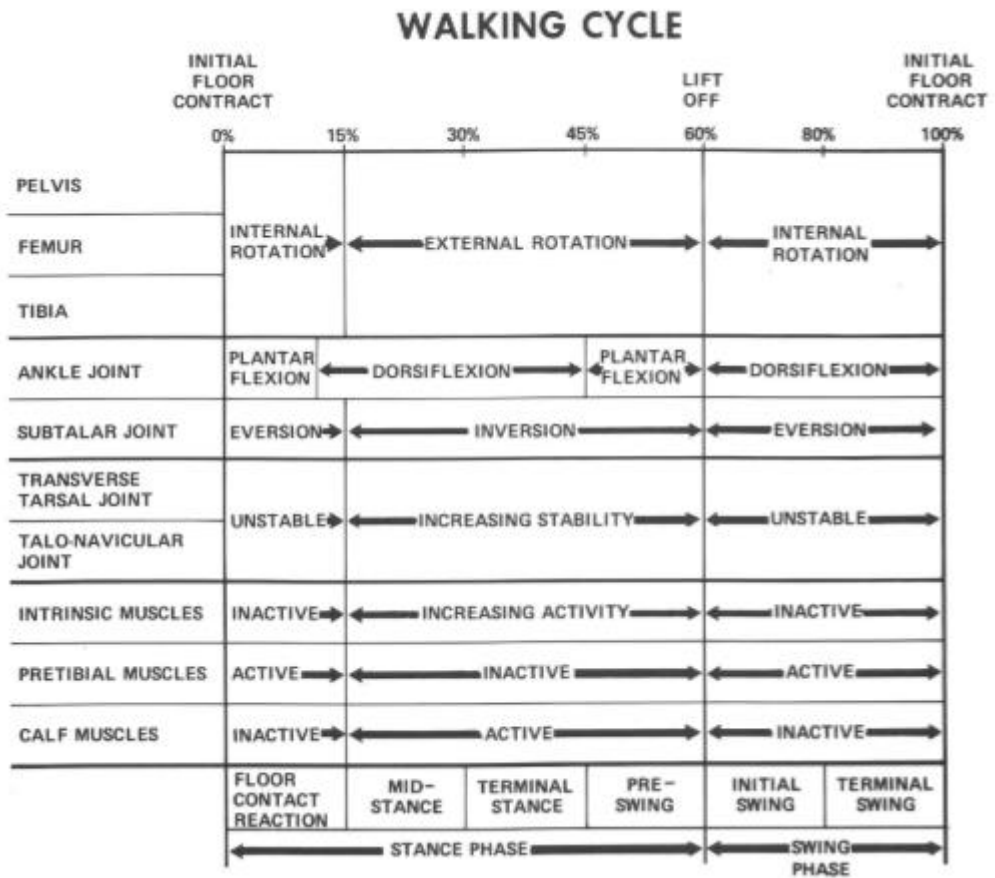 WALKING CYCLE
INITIAL
FLOOR
CONTRACT
LIFT
OFF
INITIAL
FLOOR
CONTRACT
0% 15% 30% 45% 60% 80% 100%
PELVIS
FEMUR
TIBIA
INTERNAL
ROTATION
EXTERNAL ROTATION
INTERNAL
ROTATION
ANKLE JOINT
PLANTAR
FLEXION
DORSIFLEXION
PLANTAR
FLEXION
DORSIFLEXION
SUBTALAR JOINT EVERSION INVERSION EVERSION
TRANSVERSE
TARSAL JOINT
TALO-NAVICULAR
JOINT
UNSTABLE INCREASING STABILITY UNSTABLE
INTRINSIC MUSCLES INACTIVE INCREASING ACTIVITY INACTIVE
PRETIBIAL MUSCLES ACTIVE INACTIVE ACTIVE
CALF MUSCLES INACTIVE ACTIVE INACTIVE
FLOOR
CONTACT
REACTION
MID-
STANCE
TERMINAL
STANCE
PRE-
SWING
INITIAL
SWING
TERMINAL
SWING
STANCE PHASE
SWING
PHASE